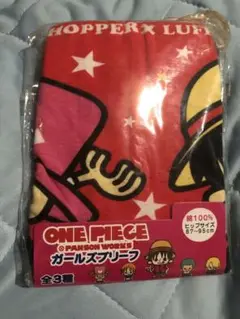 HOPPER X LUF
ONE PIECE
PANSON WORKS
ガールズブリーフ
全3種
綿100%
ヒップサイズ
87~95cm